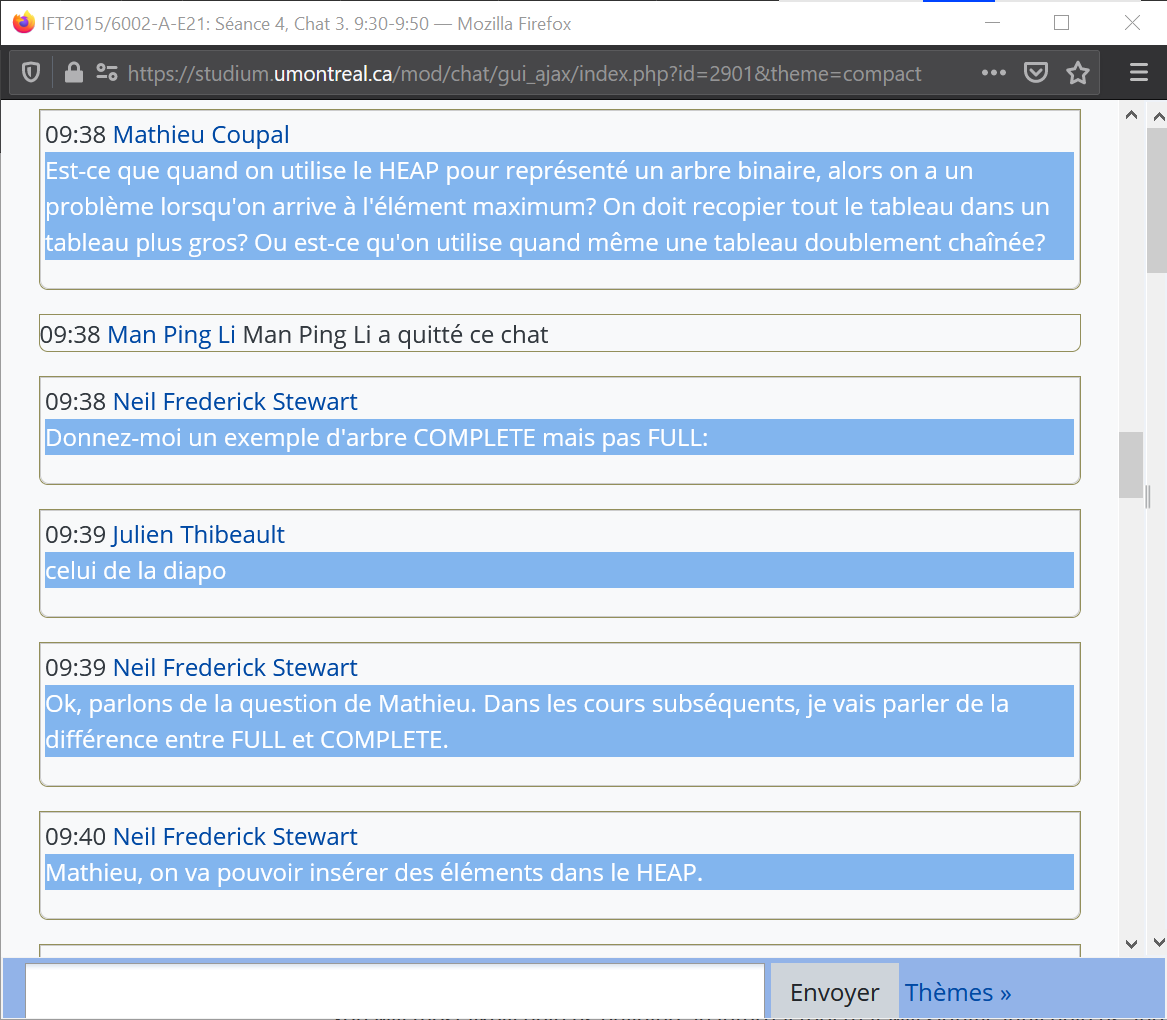 IFT2015/6002-A-E21: Séance 4, Chat 3. 9:30-9:50 — Mozilla Firefox
https://studium.umontreal.ca/mod/chat/gui_ajax/index.php?id=2901&theme=compact
09:38 Mathieu Coupal
Est-ce que quand on utilise le HEAP pour représenté un arbre binaire, alors on a un
problème lorsqu'on arrive à l'élément maximum? On doit recopier tout le tableau dans un
tableau plus gros? Ou est-ce qu'on utilise quand même une tableau doublement chaînée?
09:38 Man Ping Li Man Ping Li a quitté ce chat
09:38 Neil Frederick Stewart
Donnez-moi un exemple d'arbre COMPLETE mais pas FULL:
09:39 Julien Thibeault
celui de la diapo
09:39 Neil Frederick Stewart
Ok, parlons de la question de Mathieu. Dans les cours subséquents, je vais parler de la
différence entre FULL et COMPLETE.
09:40 Neil Frederick Stewart
Mathieu, on va pouvoir insérer des éléments dans le HEAP.
Envoyer Thèmes »